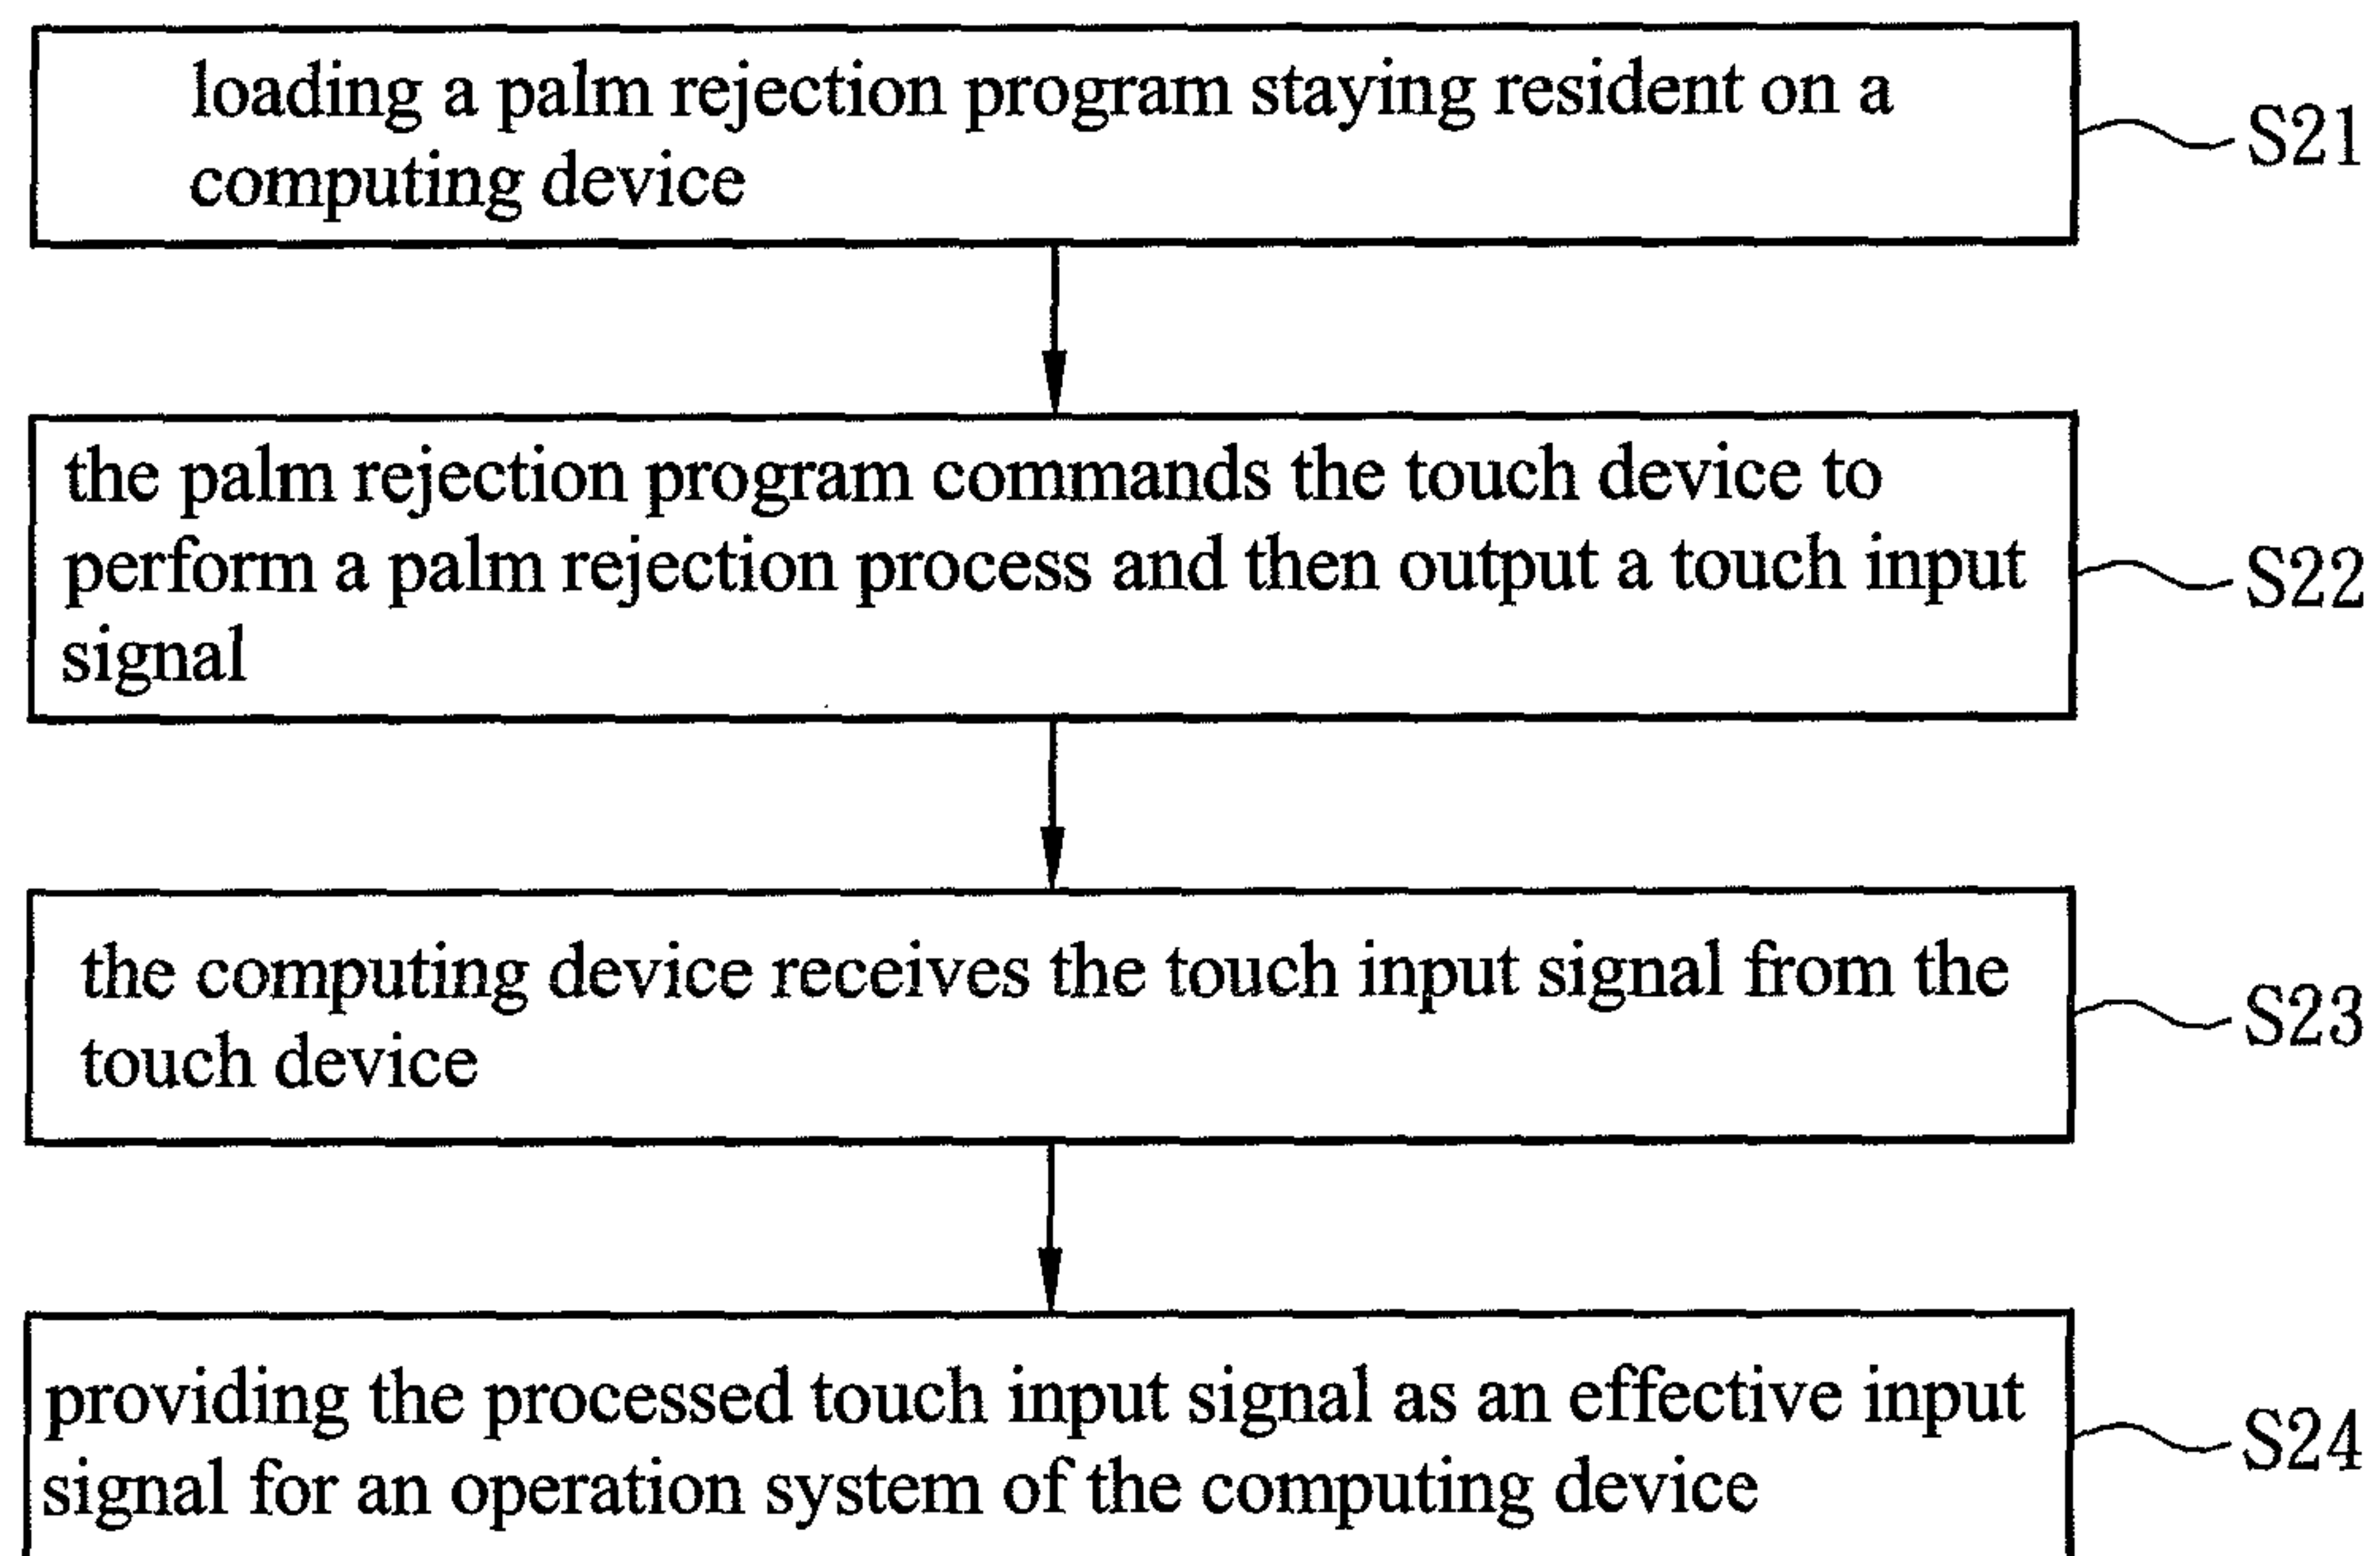 loading a palm rejection program staying resident on a
computing device
S21
the palm rejection program commands the touch device to
perform a palm rejection process and then output a touch input
signal
S22
the computing device receives the touch input signal from the
touch device
S23
providing the processed touch input signal as an effective input
signal for an operation system of the computing device
S24